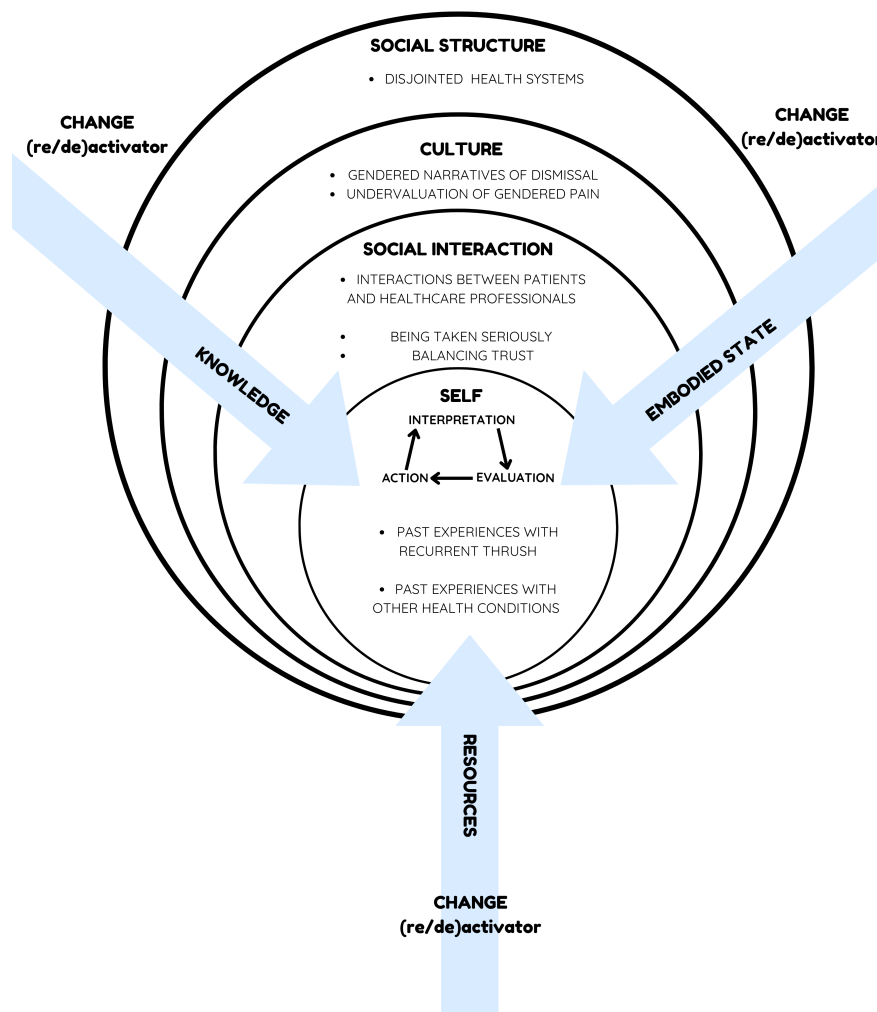 SOCIAL STRUCTURE
• DISJOINTED HEALTH SYSTEMS
CHANGE
(re/de)activator
CHANGE
(re/de)activator
CULTURE
• GENDERED NARRATIVES OF DISMISSAL
• UNDERVALUATION OF GENDERED PAIN
SOCIAL INTERACTION
• INTERACTIONS BETWEEN PATIENTS
AND HEALTHCARE PROFESSIONALS
• BEING TAKEN SERIOUSLY
• BALANCING TRUST
KNOWLEDGE
EMBODIED STATE
SELF
INTERPRETATION
ACTION
EVALUATION
• PAST EXPERIENCES WITH
RECURRENT THRUSH
• PAST EXPERIENCES WITH
OTHER HEALTH CONDITIONS
RESOURCES
CHANGE
(re/de)activator